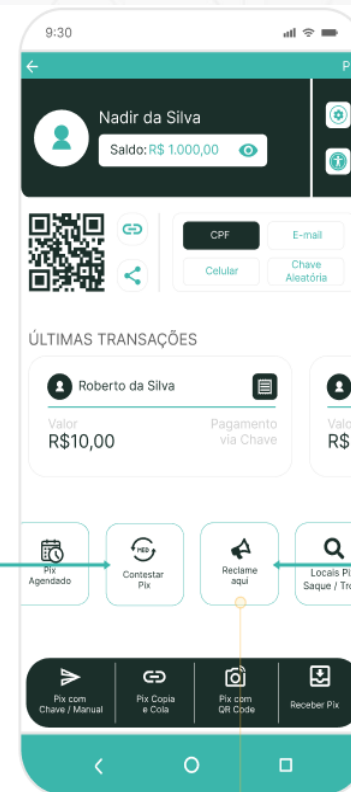 9:30
P
Nadir da Silva
Saldo: R$ 1.000,00
CPF
E-mail
Celular
Chave
Aleatória
ÚLTIMAS TRANSAÇÕES
Roberto da Silva
Valor
Pagamento
via Chave
R$10,00
Valo
R$
Pix
Agendado
MED
Contestar
Pix
Reclame
aqui
Locais Pi
Saque / Tro
Pix com
Chave / Manual
Pix Copia
e Cola
Pix com
QR Code
Receber Pix